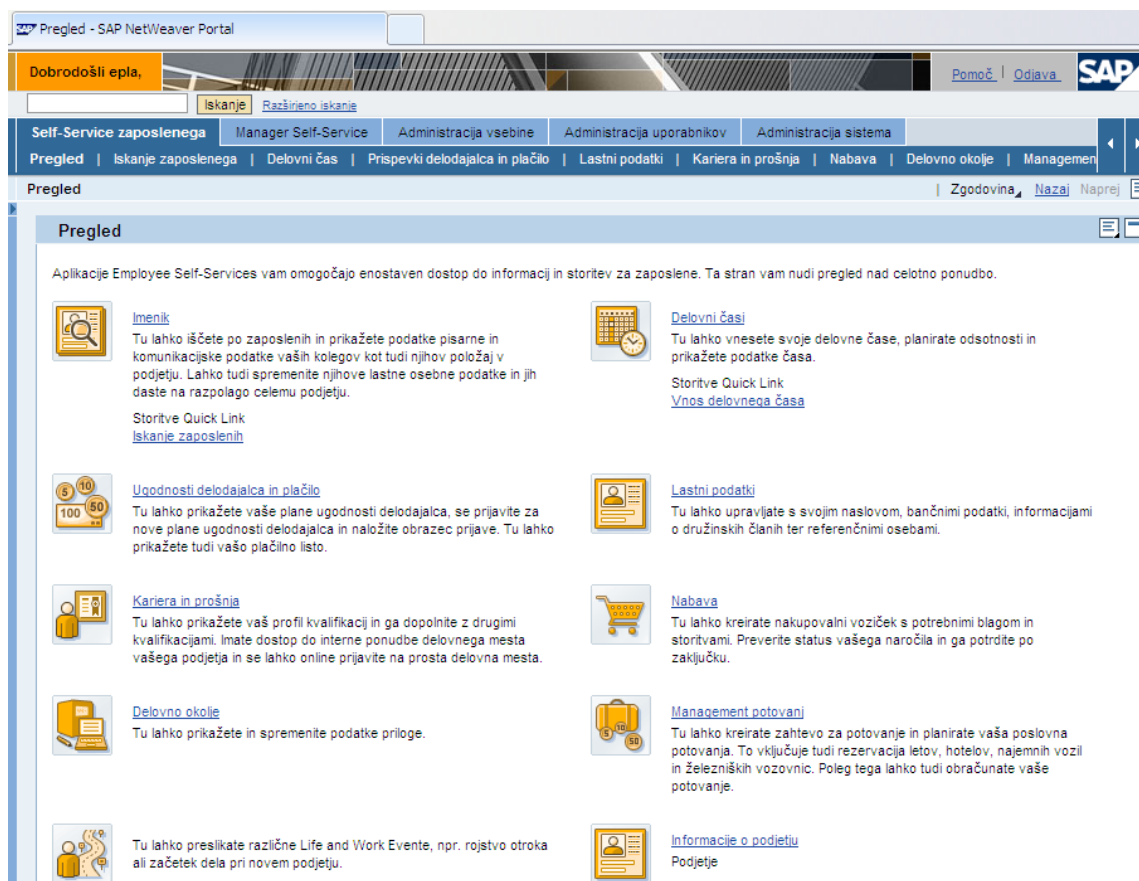 Pregled - SAP NetWeaver Portal
Dobrodošli epla,
Pomoč | Odjava
SAP
Iskanje Razširjeno iskanje
Self-Service zaposlenega Manager Self-Service Administracija vsebine Administracija uporabnikov Administracija sistema
Pregled | Iskanje zaposlenega | Delovni čas | Prispevki delodajalca in plačilo | Lastni podatki | Kariera in prošnja | Nabava | Delovno okolje | Managemen
Pregled
| Zgodovina Nazaj Naprej
Pregled
Aplikacije Employee Self-Services vam omogočajo enostaven dostop do informacij in storitev za zaposlene. Ta stran vam nudi pregled nad celotno ponudbo.
Imenik
Tu lahko iščete po zaposlenih in prikažete podatke pisarne in
komunikacijske podatke vaših kolegov kot tudi njihov položaj v
podjetju. Lahko tudi spremenite njihove lastne osebne podatke in jih
daste na razpolago celemu podjetju.
Storitve Quick Link
Iskanje zaposlenih
Delovni časi
Tu lahko vnesete svoje delovne čase, planirate odsotnosti in
prikažete podatke časa.
Storitve Quick Link
Vnos delovnega časa
5 10
100 50
Ugodnosti delodajalca in plačilo
Tu lahko prikažete vaše plane ugodnosti delodajalca, se prijavite za
nove plane ugodnosti delodajalca in naložite obrazec prijave. Tu lahko
prikažete tudi vašo plačilno listo.
Lastni podatki
Tu lahko upravljate s svojim naslovom, bančnimi podatki, informacijami
o družinskih članih ter referenčnimi osebami.
Kariera in prošnja
Tu lahko prikažete vaš profil kvalifikacij in ga dopolnite z drugimi
kvalifikacijami. Imate dostop do interne ponudbe delovnega mesta
vašega podjetja in se lahko online prijavite na prosta delovna mesta.
Nabava
Tu lahko kreirate nakupovalni voziček s potrebnimi blagom in
storitvami. Preverite status vašega naročila in ga potrdite po
zaključku.
Delovno okolje
Tu lahko prikažete in spremenite podatke priloge.
5 10 50
Management potovanj
Tu lahko kreirate zahtevo za potovanje in planirate vaša poslovna
potovanja. To vključuje tudi rezervacija letov, hotelov, najemnih vozil
in železniških vozovnic. Poleg tega lahko tudi obračunate vaše
potovanje.
Tu lahko preslikate različne Life and Work Evente, npr. rojstvo otroka
ali začetek dela pri novem podjetju.
Informacije o podjetju
Podjetje